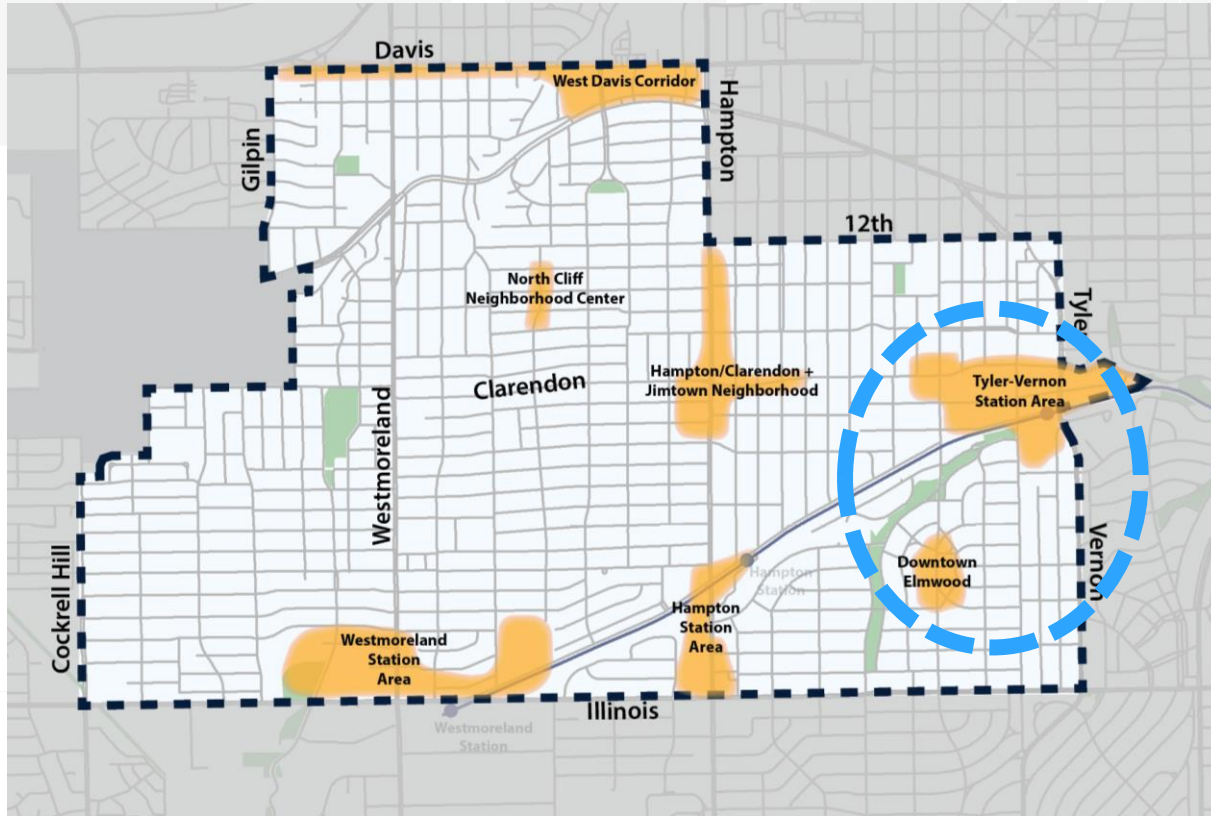 Davis
West Davis Corridor
Gilpin
Hampton
12th
North Cliff
Neighborhood Center
Tyler
Hampton/Clarendon +
Jimtown Neighborhood
Clarendon
Tyler-Vernon
Station Area
Westmoreland
Vernon
Downtown
Elmwood
Hampton
Station
Hampton
Station
Area
Cockrell Hill
Westmoreland
Station
Area
Illinois
Westmoreland
Station